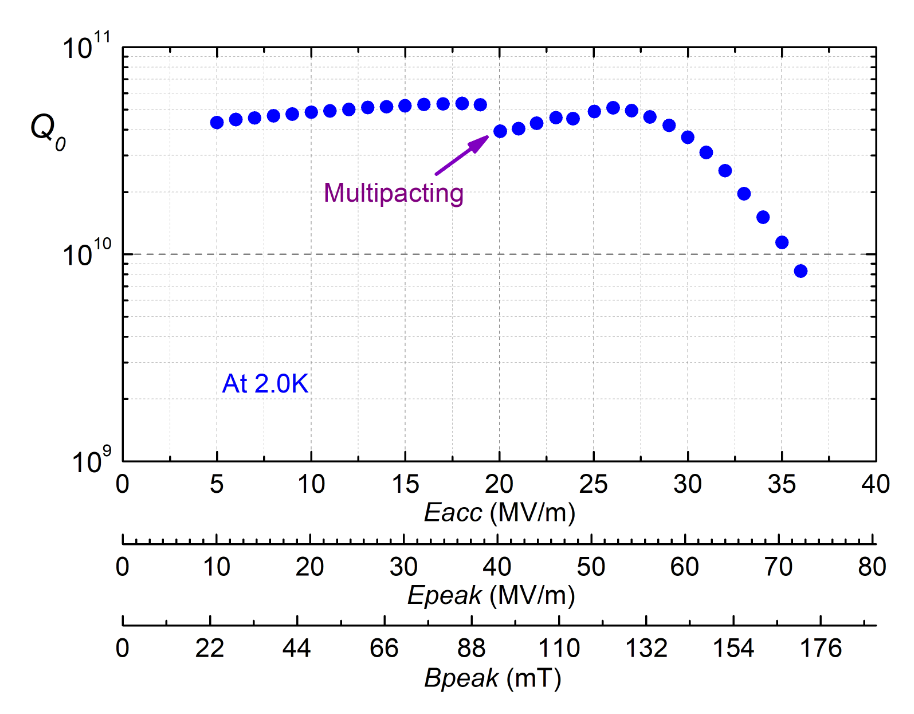 10^11
Q_0
Multipacting
10^10
At 2.0K
10^9
0 5 10 15 20 25 30 35 40
Eacc (MV/m)
0 10 20 30 40 50 60 70 80
Epeak (MV/m)
0 22 44 66 88 110 132 154 176
Bpeak (mT)